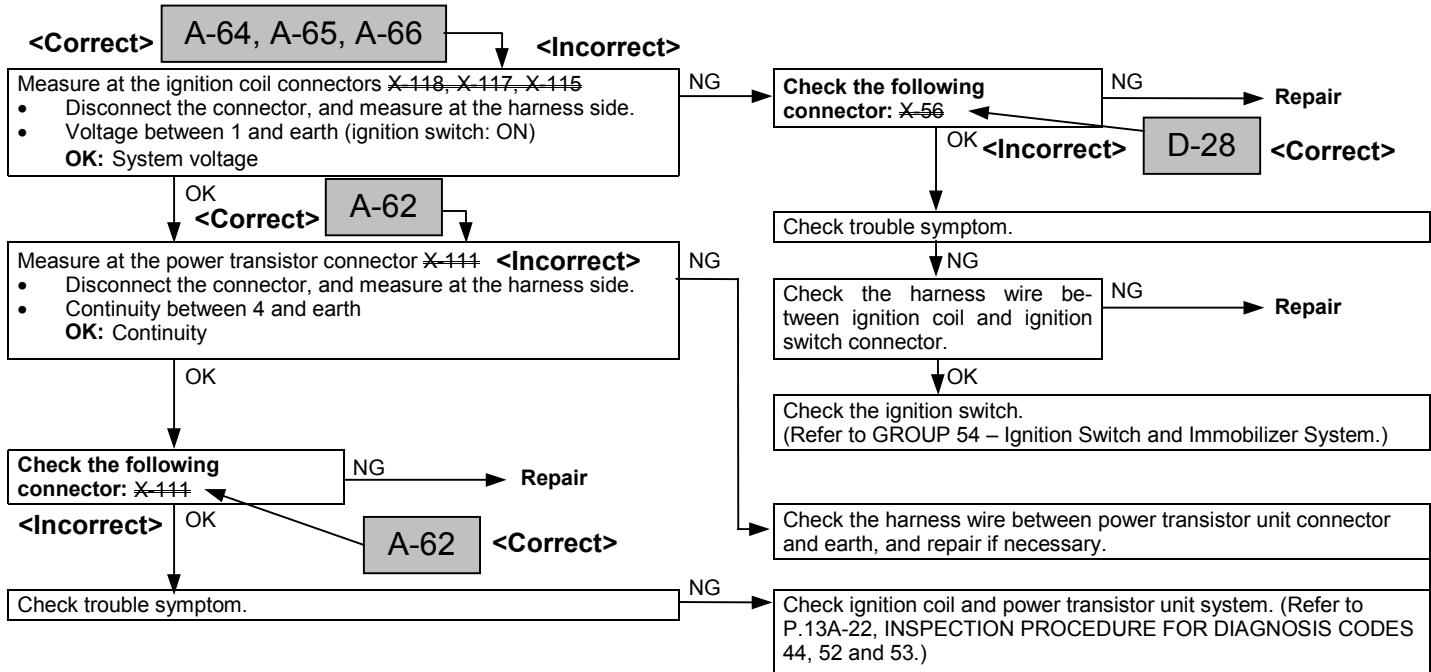 <Correct>
A-64, A-65, A-66
<Incorrect>
Measure at the ignition coil connectors X-118, X-117, X-115
• Disconnect the connector, and measure at the harness side.
• Voltage between 1 and earth (ignition switch: ON)
OK: System voltage
NG
Check the following
connector: X-56
NG
Repair
OK
<Incorrect>
D-28
<Correct>
OK
<Correct>
A-62
Check trouble symptom.
Measure at the power transistor connector X-111 <Incorrect>
• Disconnect the connector, and measure at the harness side.
• Continuity between 4 and earth
OK: Continuity
NG
NG
Check the harness wire be-
tween ignition coil and ignition
switch connector.
NG
Repair
OK
OK
Check the ignition switch.
(Refer to GROUP 54 – Ignition Switch and Immobilizer System.)
Check the following
connector: X-111
NG
Repair
<Incorrect>
OK
A-62
<Correct>
Check the harness wire between power transistor unit connector
and earth, and repair if necessary.
Check trouble symptom.
NG
Check ignition coil and power transistor unit system. (Refer to
P.13A-22, INSPECTION PROCEDURE FOR DIAGNOSIS CODES
44, 52 and 53.)